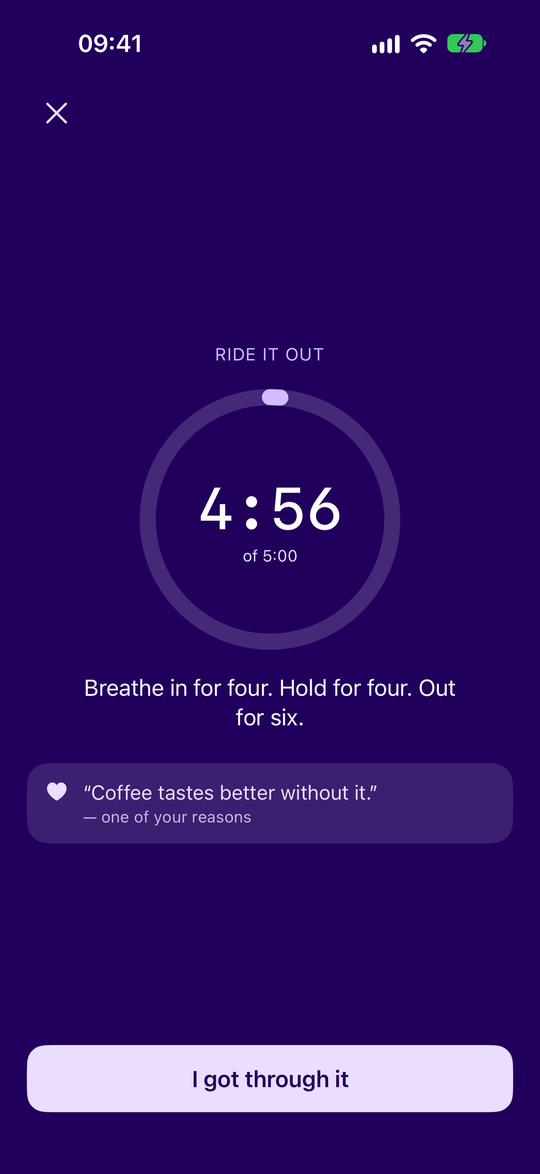 09:41
RIDE IT OUT
4:56
of 5:00
Breathe in for four. Hold for four. Out
for six.
“Coffee tastes better without it.”
— one of your reasons
I got through it